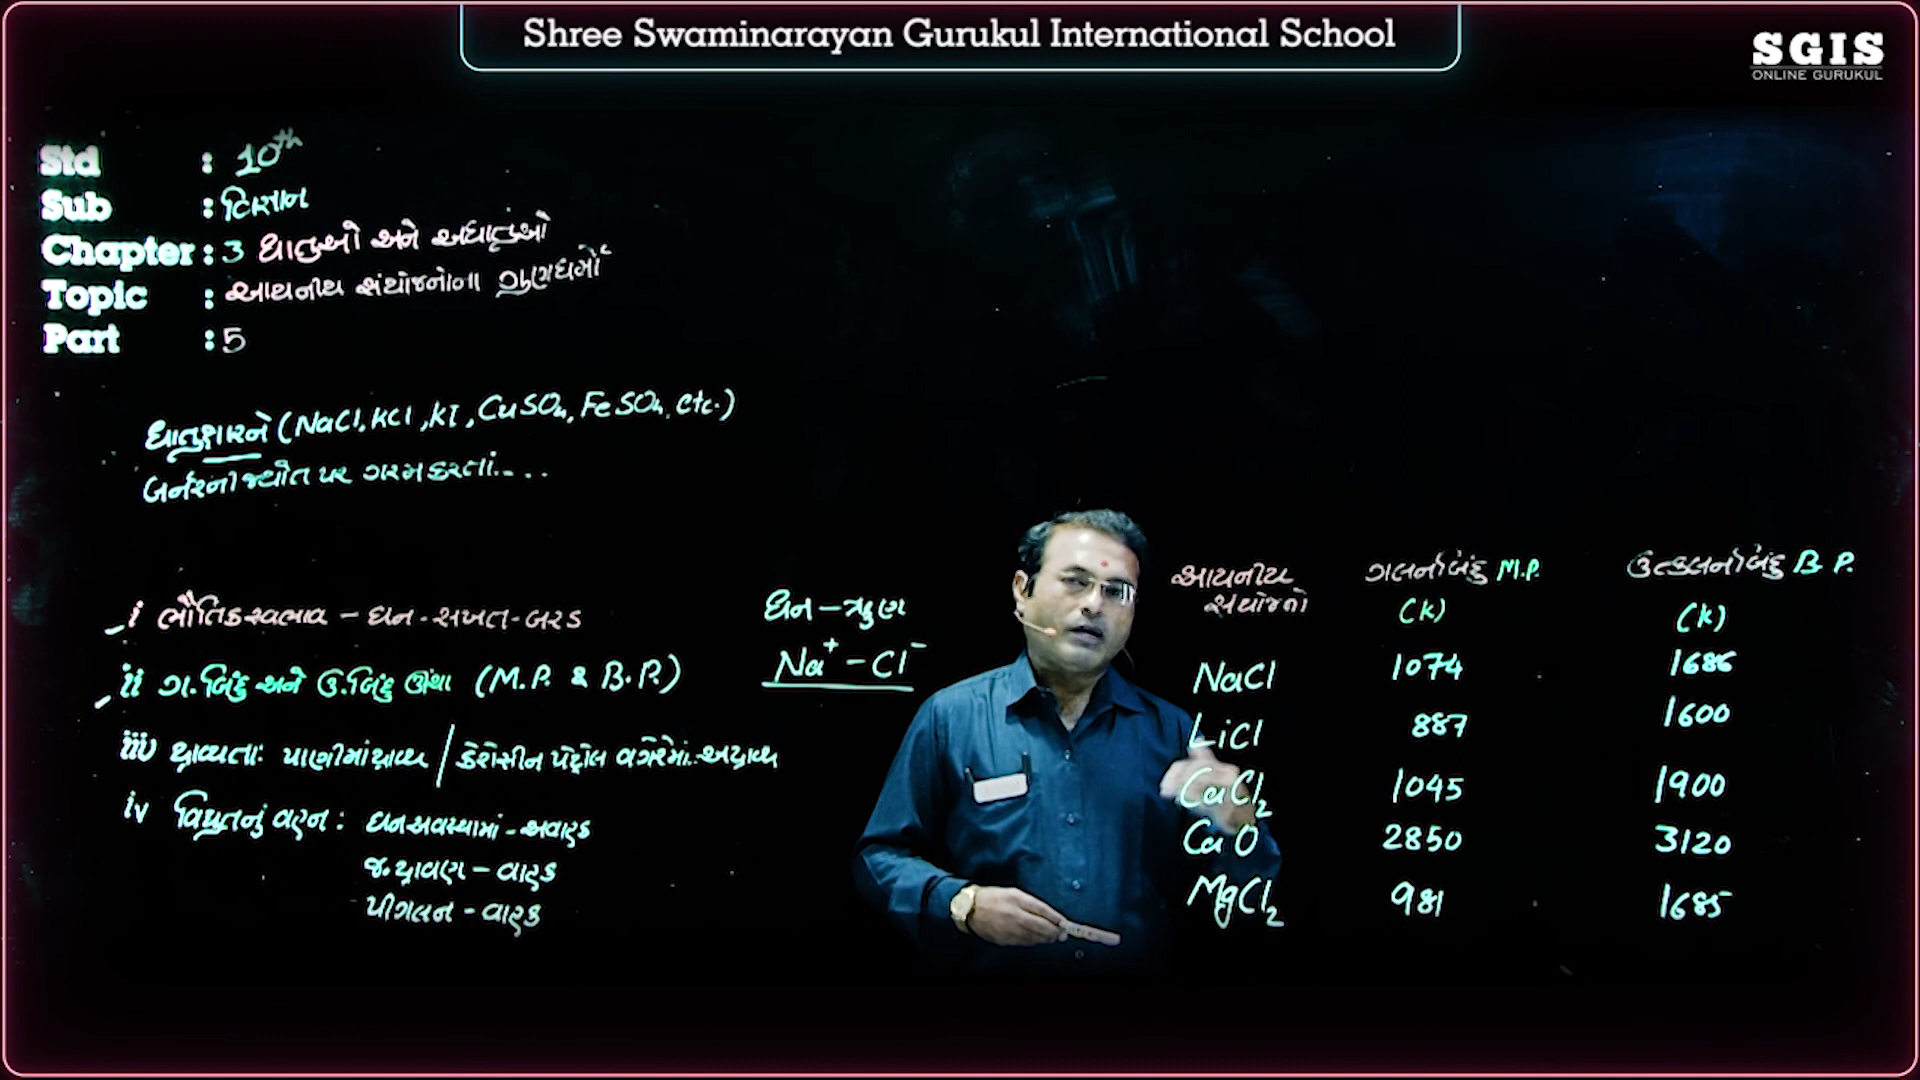 Shree Swaminarayan Gurukul International School
SGIS
ONLINE GURUKUL
Std : 10th
Sub : વિજ્ઞાન
Chapter : 3 ધાતુઓ અને અધાતુઓ
Topic : આયનીય સંયોજનોના ગુણધર્મો
Part : 5
ધાતુક્ષારને (NaCl, KCl, KI, CuSO4, FeSO4, etc.)
બર્નરની જ્યોત પર ગરમ કરતાં....
i ભૌતિક સ્વભાવ - ઘન - સખત - બરડ
ii ગ.બિંદુ અને ઉ.બિંદુ ઊંચા (M.P. & B.P.)
iii દ્રાવ્યતા: પાણીમાં દ્રાવ્ય / કેરોસીન પેટ્રોલ વગેરેમાં અદ્રાવ્ય
iv વિદ્યુતનું વહન : ઘન અવસ્થામાં - અવાહક
જ. દ્રાવણ - વાહક
પીગલન - વાહક
ધન - ઋણ
Na+ - Cl-
આયનીય સંયોજનો ગલનબિંદુ M.P. (K) ઉત્કલનબિંદુ B.P. (K)
NaCl 1074 1686
LiCl 887 1600
CaCl2 1045 1900
CaO 2850 3120
MgCl2 981 1685